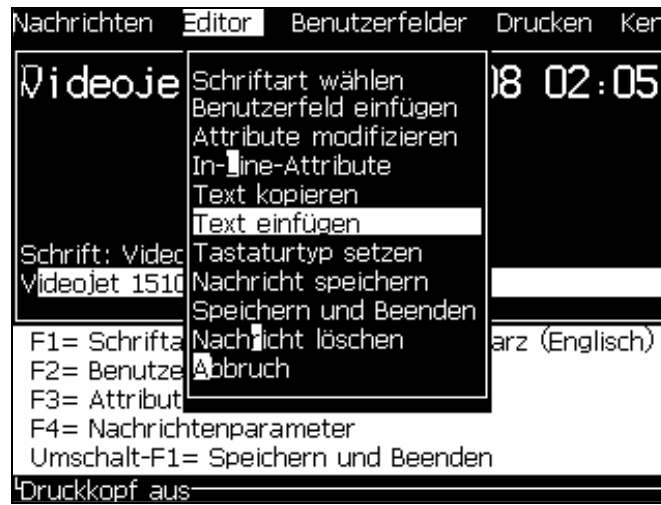 Nachrichten Editor Benutzerfelder Drucken Ker
Videoje 08 02:05
Schriftart wählen
Benutzerfeld einfügen
Attribute modifizieren
In-Line-Attribute
Text kopieren
Text einfügen
Schrift: Videc Tastaturtyp setzen
Videojet 1510 Nachricht speichern
Speichern und Beenden
F1= Schrifta Nachricht löschen arz (Englisch)
F2= Benutze Abbruch
F3= Attribut
F4= Nachrichtenparameter
Umschalt-F1= Speichern und Beenden
Druckkopf aus